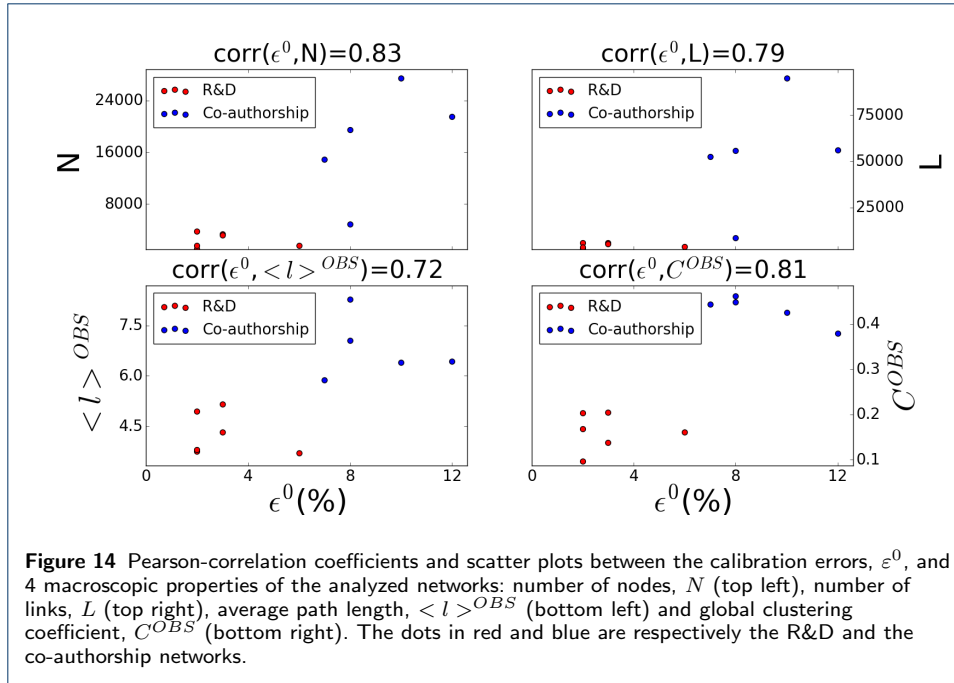 corr(ϵ⁰,N)=0.83
N
24000
16000
8000
R&D
Co-authorship
corr(ϵ⁰,L)=0.79
R&D
Co-authorship
75000
50000
25000
L
corr(ϵ⁰,<l>^OBS)=0.72
<l>^OBS
7.5
6.0
4.5
R&D
Co-authorship
0 4 8 12
ϵ⁰(%)
corr(ϵ⁰,C^OBS)=0.81
R&D
Co-authorship
0.4
0.3
0.2
0.1
C^OBS
0 4 8 12
ϵ⁰(%)
Figure 14 Pearson-correlation coefficients and scatter plots between the calibration errors, ε⁰, and
4 macroscopic properties of the analyzed networks: number of nodes, N (top left), number of
links, L (top right), average path length, <l>^OBS (bottom left) and global clustering
coefficient, C^OBS (bottom right). The dots in red and blue are respectively the R&D and the
co-authorship networks.